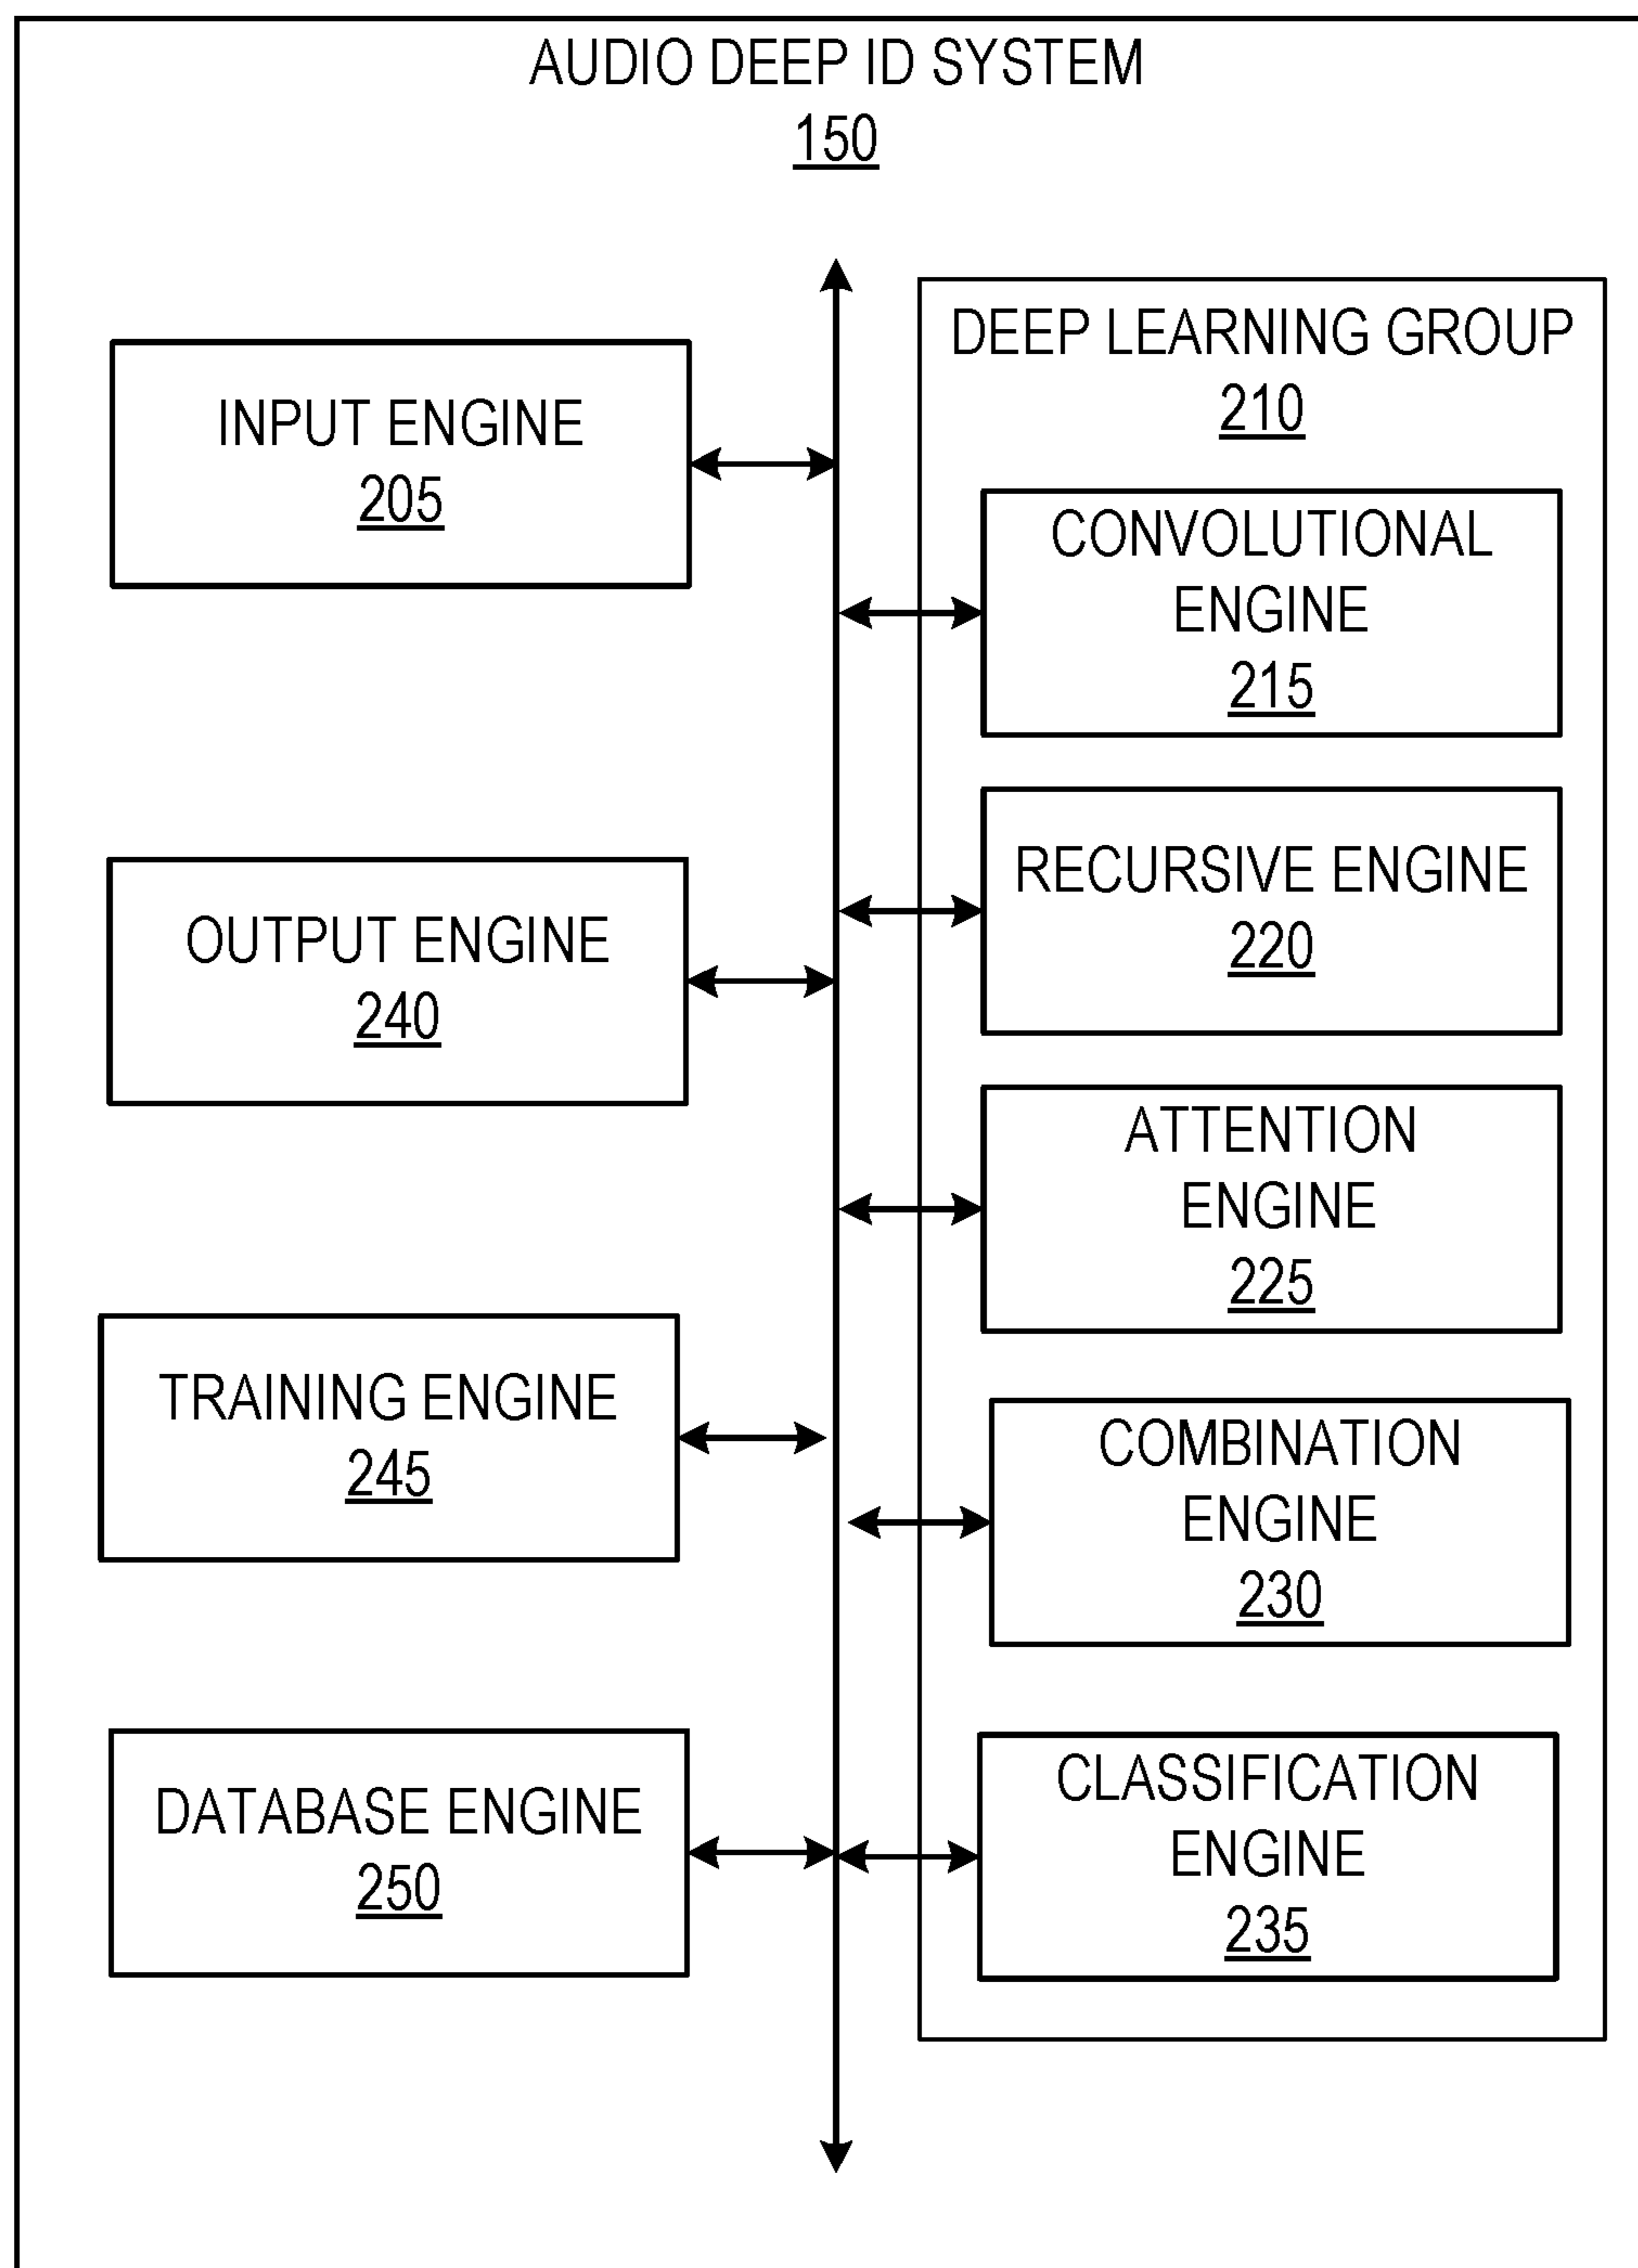 AUDIO DEEP ID SYSTEM
150
INPUT ENGINE
205
OUTPUT ENGINE
240
TRAINING ENGINE
245
DATABASE ENGINE
250
DEEP LEARNING GROUP
210
CONVOLUTIONAL
ENGINE
215
RECURSIVE ENGINE
220
ATTENTION
ENGINE
225
COMBINATION
ENGINE
230
CLASSIFICATION
ENGINE
235